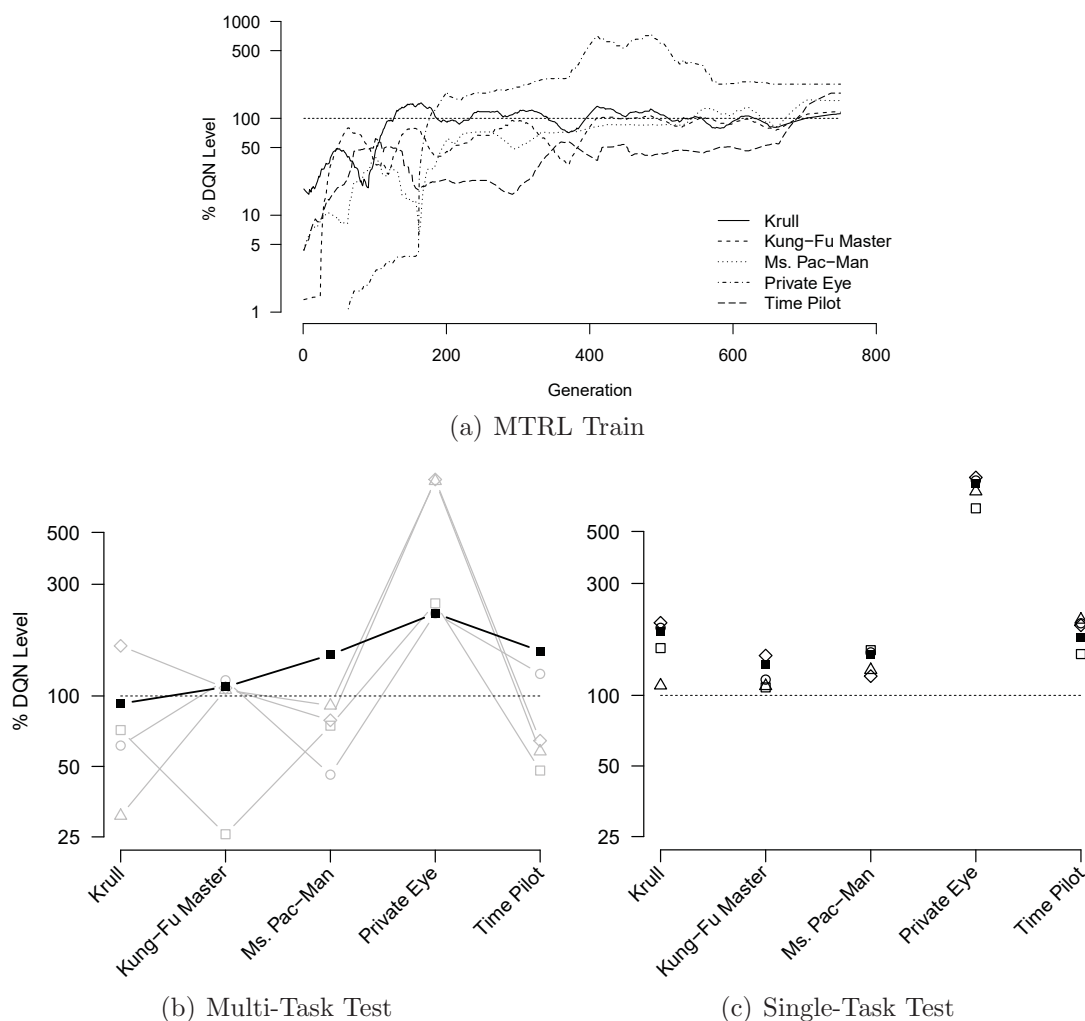 1000
500
100
50
10
5
1
% DQN Level
0 200 400 600 800
Generation
Krull
Kung−Fu Master
Ms. Pac−Man
Private Eye
Time Pilot
(a) MTRL Train
500
300
100
50
25
% DQN Level
Krull
Kung−Fu Master
Ms. Pac−Man
Private Eye
Time Pilot
(b) Multi-Task Test
500
300
100
50
25
Krull
Kung−Fu Master
Ms. Pac−Man
Private Eye
Time Pilot
(c) Single-Task Test